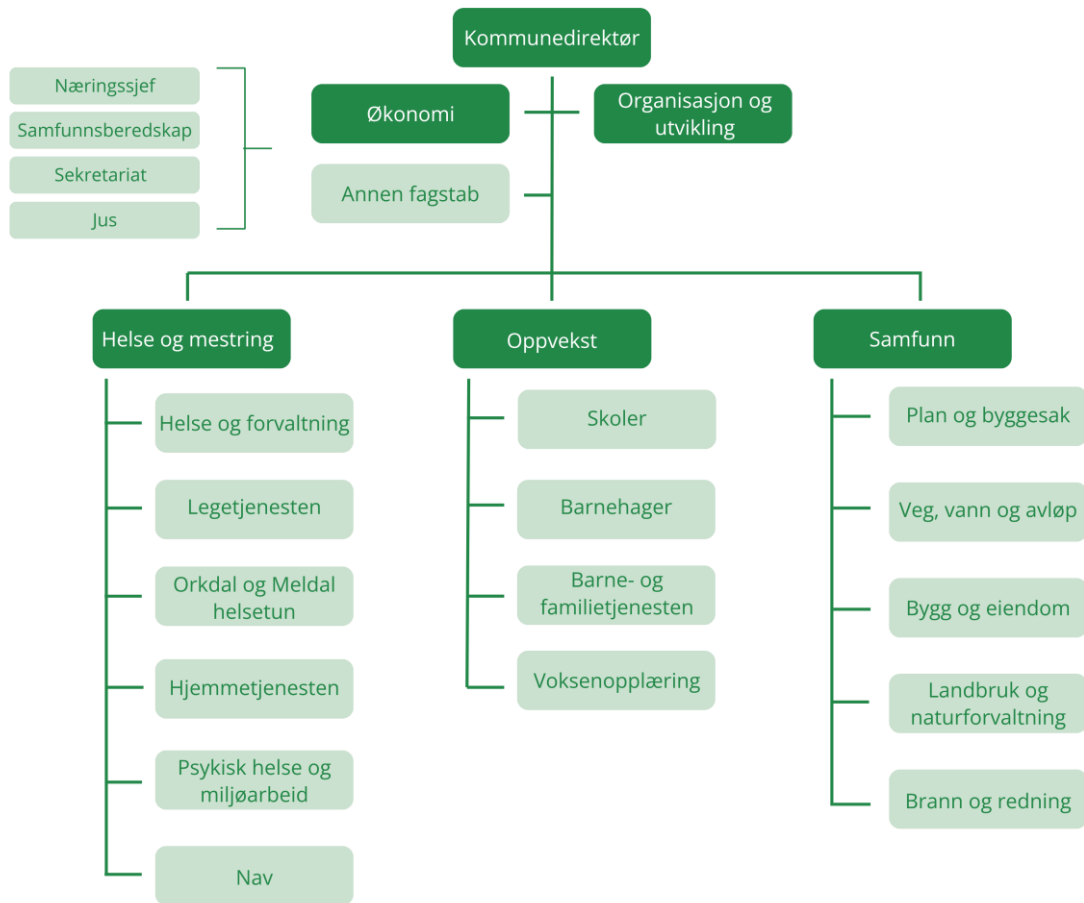 Kommunedirektør
Næringssjef
Samfunnsberedskap
Sekretariat
Jus
Økonomi
Organisasjon og
utvikling
Annen fagstab
Helse og mestring
Helse og forvaltning
Legetjenesten
Orkdal og Meldal
helsetun
Hjemmetjenesten
Psykisk helse og
miljøarbeid
Nav
Oppvekst
Skoler
Barnehager
Barne- og
familietjenesten
Voksenopplæring
Samfunn
Plan og byggesak
Veg, vann og avløp
Bygg og eiendom
Landbruk og
naturforvaltning
Brann og redning